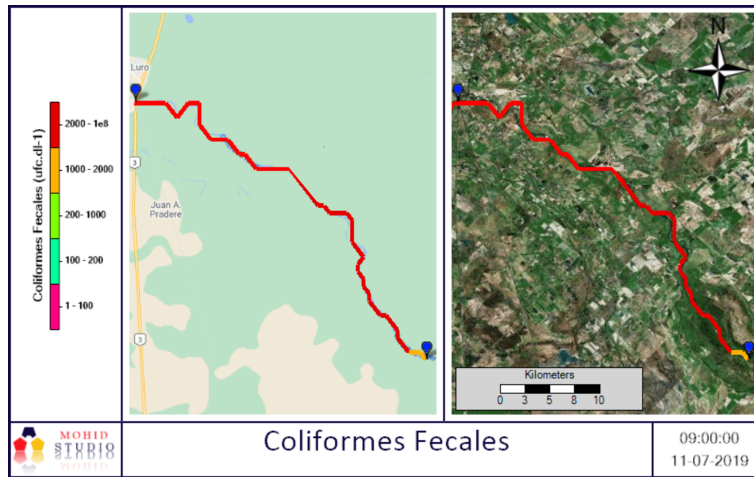 Coliformes Fecales (ufc.dl-1)
2000 - 1e8
1000 - 2000
200 - 1000
100 - 200
1 - 100
Luro
3
Juan A.
Pradere
3
N
Kilometers
0 3 5 8 10
MOHID
STUDIO
Coliformes Fecales
09:00:00
11-07-2019